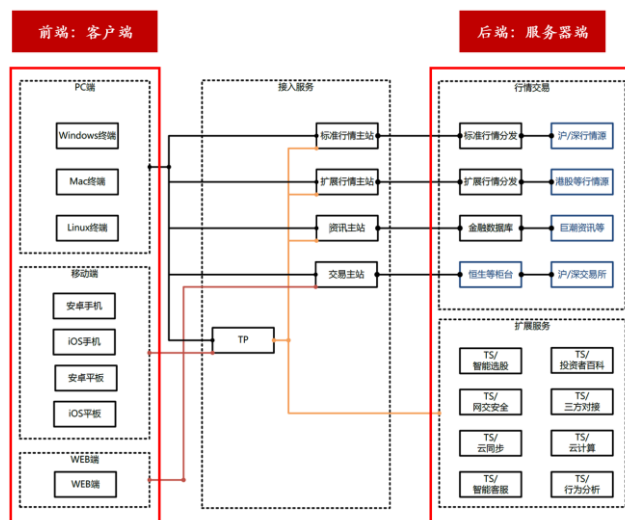 前端：客户端
后端：服务器端
PC端
Windows终端
Mac终端
Linux终端
移动端
安卓手机
iOS手机
安卓平板
iOS平板
WEB端
WEB端
接入服务
标准行情主站
扩展行情主站
资讯主站
交易主站
TP
行情交易
标准行情分发
沪/深行情源
扩展行情分发
港股等行情源
金融数据库
巨潮资讯等
恒生等柜台
沪/深交易所
扩展服务
TS/
智能选股
TS/
投资者百科
TS/
网交安全
TS/
三方对接
TS/
云同步
TS/
云计算
TS/
智能客服
TS/
行为分析